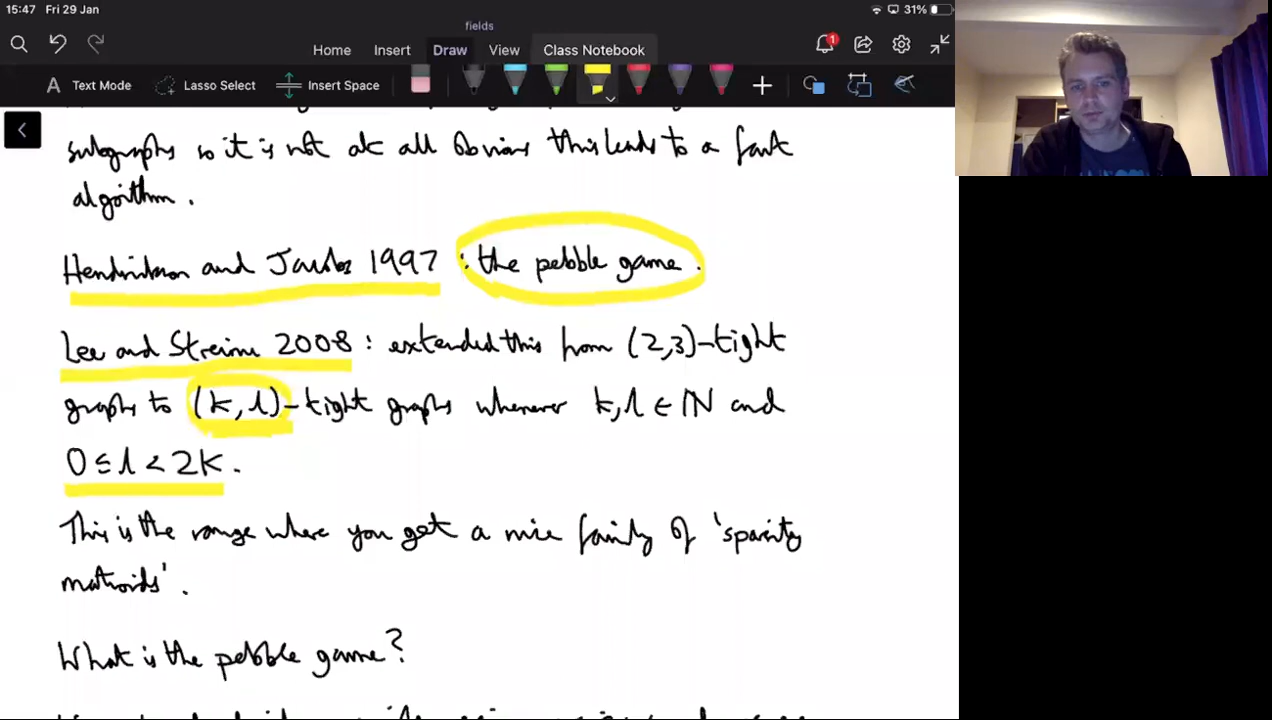 15:47 Fri 29 Jan
31%
fields
Home Insert Draw View Class Notebook
1
Text Mode Lasso Select Insert Space
subgraphs so it is not at all obvious this leads to a fast
algorithm.
Hendrickson and Jacobs 1997 : the pebble game.
Lee and Streinu 2008 : extended this from (2,3)-tight
graphs to (k, l)-tight graphs whenever k, l ∈ ℕ and
0 ≤ l < 2k.
This is the range where you get a nice family of 'sparsity
matroids'.
What is the pebble game?